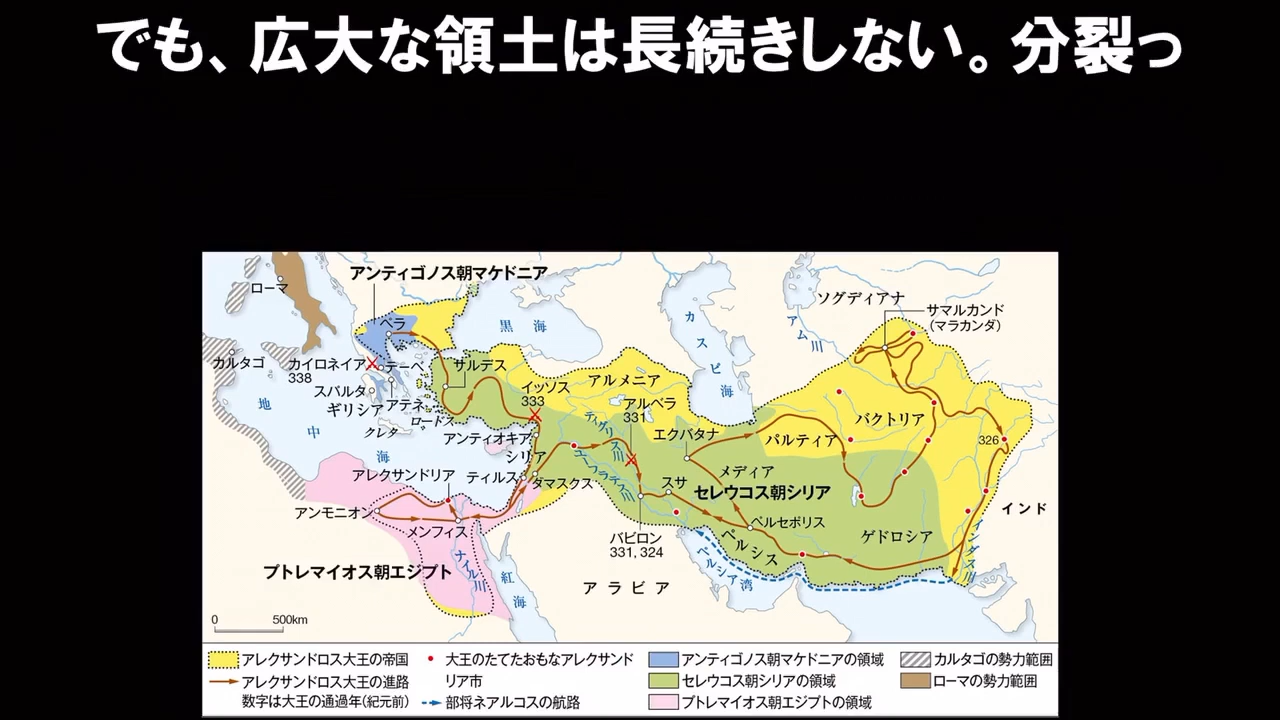 でも、広大な領土は長続きしない。分裂っ
アンティゴノス朝マケドニア
ローマ
ペラ
黒海
カスピ海
アム川
ソグディアナ
サマルカンド
(マラカンダ)
カルタゴ
カイロネイア
338
テーベ
スパルタ
ギリシア
アテネ
サルデス
イッソス
333
アルメニア
アルベラ
331
ティグリス川
ユーフラテス川
エクバタナ
パルティア
バクトリア
326
地中海
クレタ
ロードス
アンティオキア
シリア
ティルス
ダマスクス
アレクサンドリア
アンモニオン
メンフィス
スサ
メディア
セレウコス朝シリア
ペルセポリス
ペルシス
ゲドロシア
インド
インダス川
バビロン
331, 324
プトレマイオス朝エジプト
ナイル川
紅海
アラビア
ペルシア湾
0 500km
アレクサンドロス大王の帝国
アレクサンドロス大王の進路
数字は大王の通過年(紀元前)
大王のたてたおもなアレクサンド
リア市
部将ネアルコスの航路
アンティゴノス朝マケドニアの領域
セレウコス朝シリアの領域
プトレマイオス朝エジプトの領域
カルタゴの勢力範囲
ローマの勢力範囲